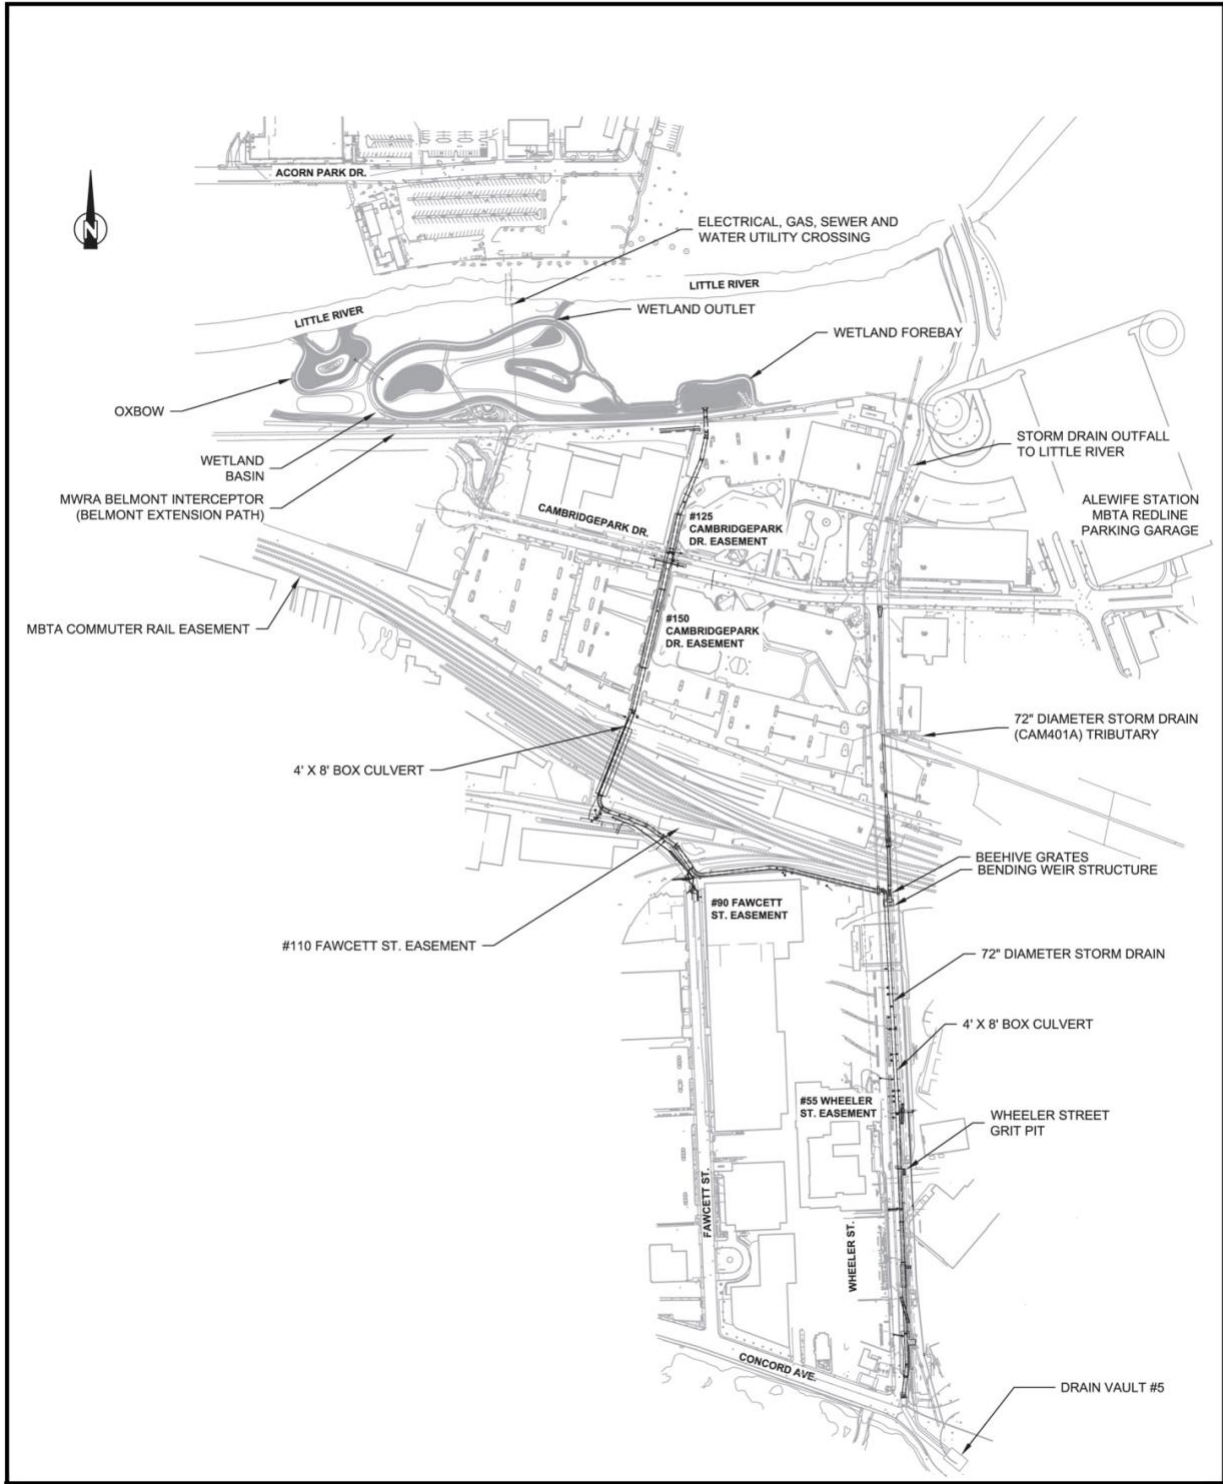 ACORN PARK DR.
N
ELECTRICAL, GAS, SEWER AND
WATER UTILITY CROSSING
LITTLE RIVER
LITTLE RIVER
WETLAND OUTLET
WETLAND FOREBAY
OXBOW
STORM DRAIN OUTFALL
TO LITTLE RIVER
WETLAND
BASIN
MWRA BELMONT INTERCEPTOR
(BELMONT EXTENSION PATH)
ALEWIFE STATION
MBTA REDLINE
PARKING GARAGE
CAMBRIDGEPARK DR.
#125
CAMBRIDGEPARK
DR. EASEMENT
MBTA COMMUTER RAIL EASEMENT
#150
CAMBRIDGEPARK
DR. EASEMENT
72" DIAMETER STORM DRAIN
(CAM401A) TRIBUTARY
4' X 8' BOX CULVERT
BEEHIVE GRATES
BENDING WEIR STRUCTURE
#90 FAWCETT
ST. EASEMENT
#110 FAWCETT ST. EASEMENT
72" DIAMETER STORM DRAIN
4' X 8' BOX CULVERT
#55 WHEELER
ST. EASEMENT
WHEELER STREET
GRIT PIT
FAWCETT ST.
WHEELER ST.
CONCORD AVE.
DRAIN VAULT #5